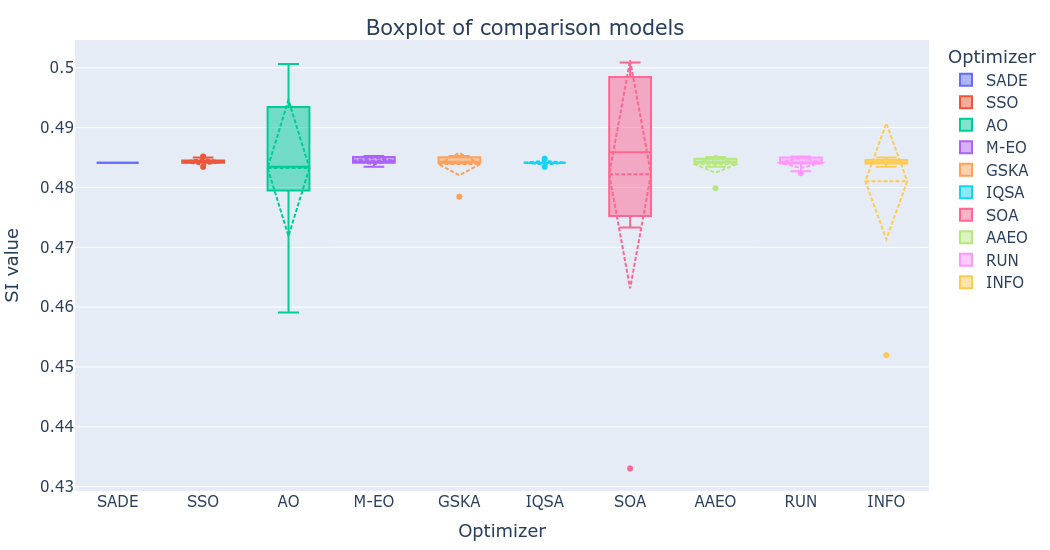 Boxplot of comparison models
SI value
0.5
0.49
0.48
0.47
0.46
0.45
0.44
0.43
SADE SSO AO M-EO GSKA IQSA SOA AAEO RUN INFO
Optimizer
Optimizer
SADE
SSO
AO
M-EO
GSKA
IQSA
SOA
AAEO
RUN
INFO